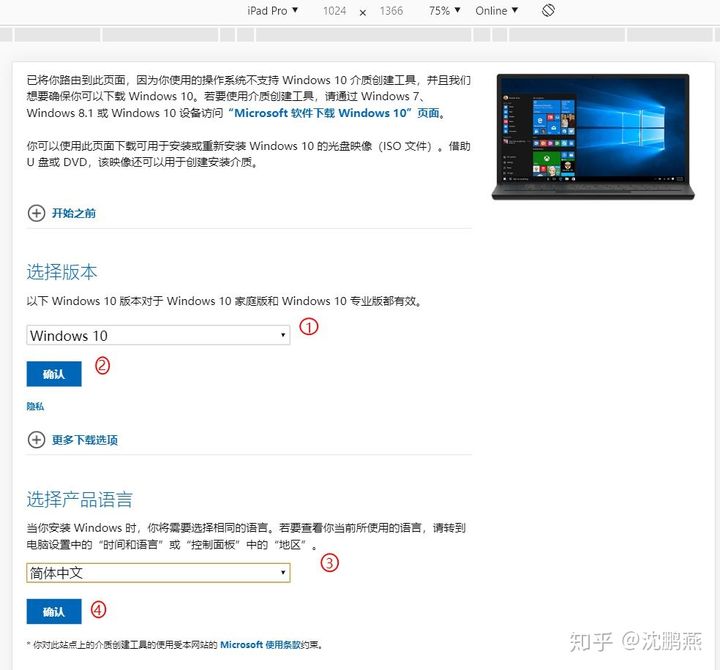 iPad Pro ▼ 1024 × 1366 75% ▼ Online ▼
已将你路由到此页面，因为你使用的操作系统不支持 Windows 10 介质创建工具，并且我们
想要确保你可以下载 Windows 10。若要使用介质创建工具，请通过 Windows 7、
Windows 8.1 或 Windows 10 设备访问“Microsoft 软件下载 Windows 10”页面。
你可以使用此页面下载可用于安装或重新安装 Windows 10 的光盘映像（ISO 文件）。借助
U 盘或 DVD，该映像还可以用于创建安装介质。
开始之前
选择版本
以下 Windows 10 版本对于 Windows 10 家庭版和 Windows 10 专业版都有效。
Windows 10 ①
确认 ②
隐私
更多下载选项
选择产品语言
当你安装 Windows 时，你将需要选择相同的语言。若要查看你当前所使用的语言，请转到
电脑设置中的“时间和语言”或“控制面板”中的“地区”。
简体中文 ③
确认 ④
* 你对此站点上的介质创建工具的使用受本网站的 Microsoft 使用条款约束。
知乎 @沈鹏燕